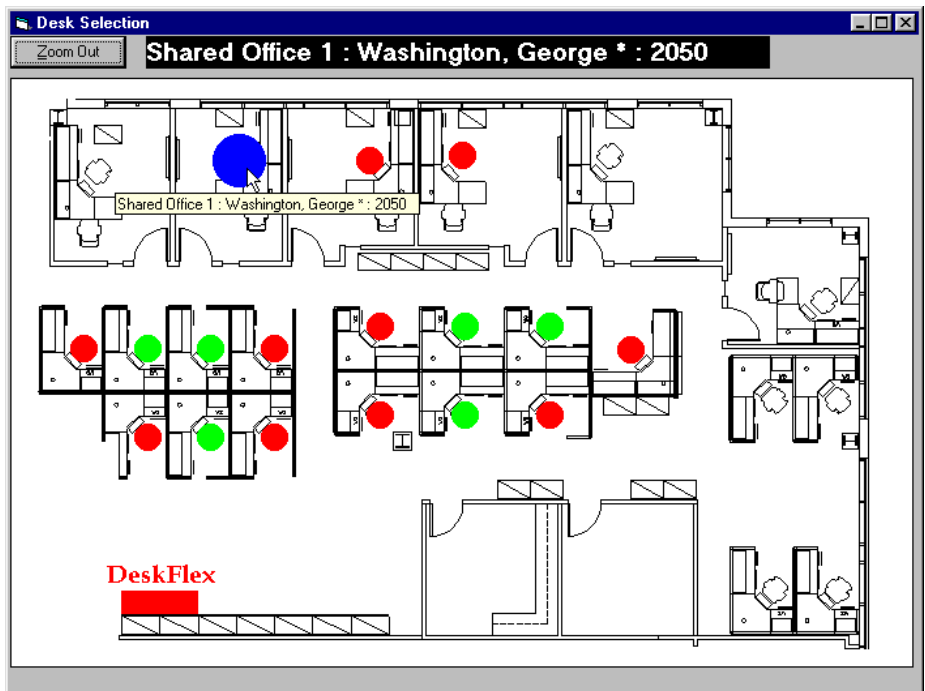 Desk Selection
Zoom Out
Shared Office 1 : Washington, George * : 2050
Shared Office 1 : Washington, George * : 2050
DeskFlex